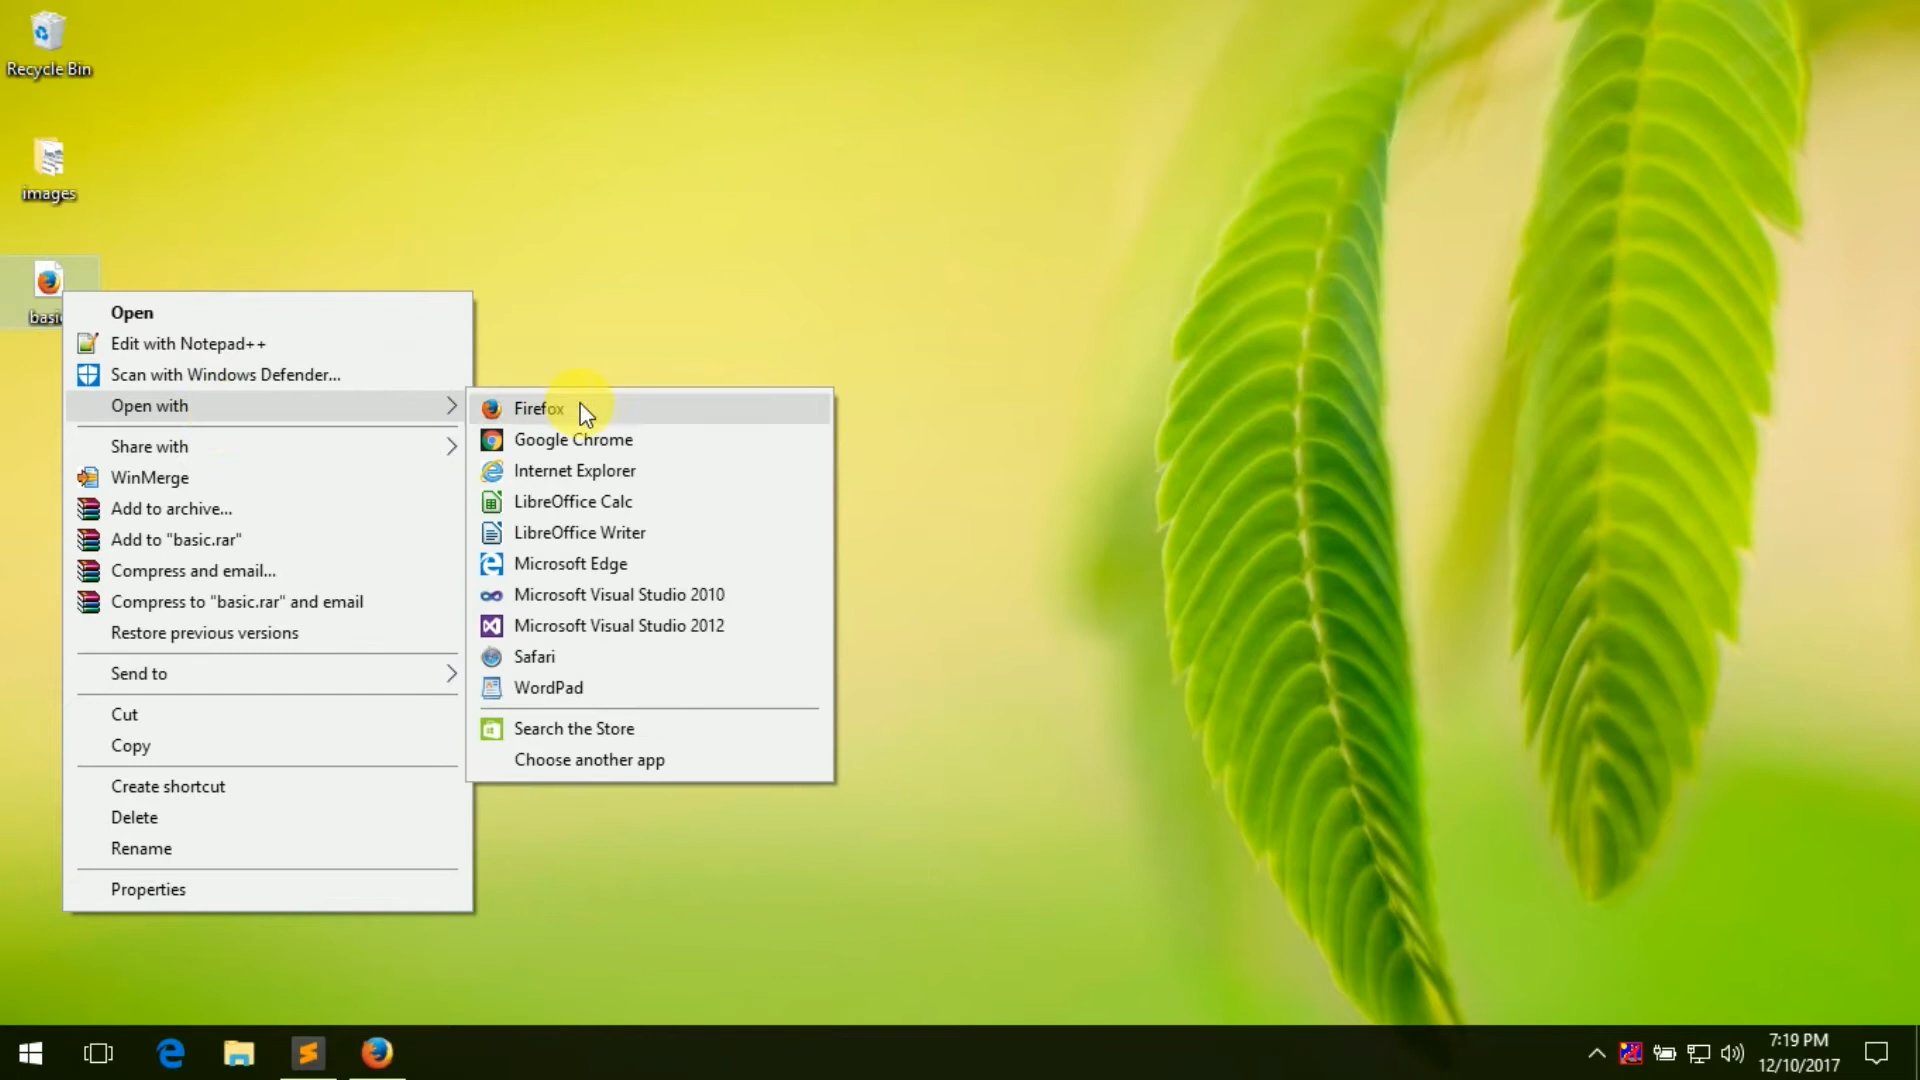 Recycle Bin
images
basic
Open
Edit with Notepad++
Scan with Windows Defender...
Open with
Share with
WinMerge
Add to archive...
Add to "basic.rar"
Compress and email...
Compress to "basic.rar" and email
Restore previous versions
Send to
Cut
Copy
Create shortcut
Delete
Rename
Properties
Firefox
Google Chrome
Internet Explorer
LibreOffice Calc
LibreOffice Writer
Microsoft Edge
Microsoft Visual Studio 2010
Microsoft Visual Studio 2012
Safari
WordPad
Search the Store
Choose another app
7:19 PM
12/10/2017